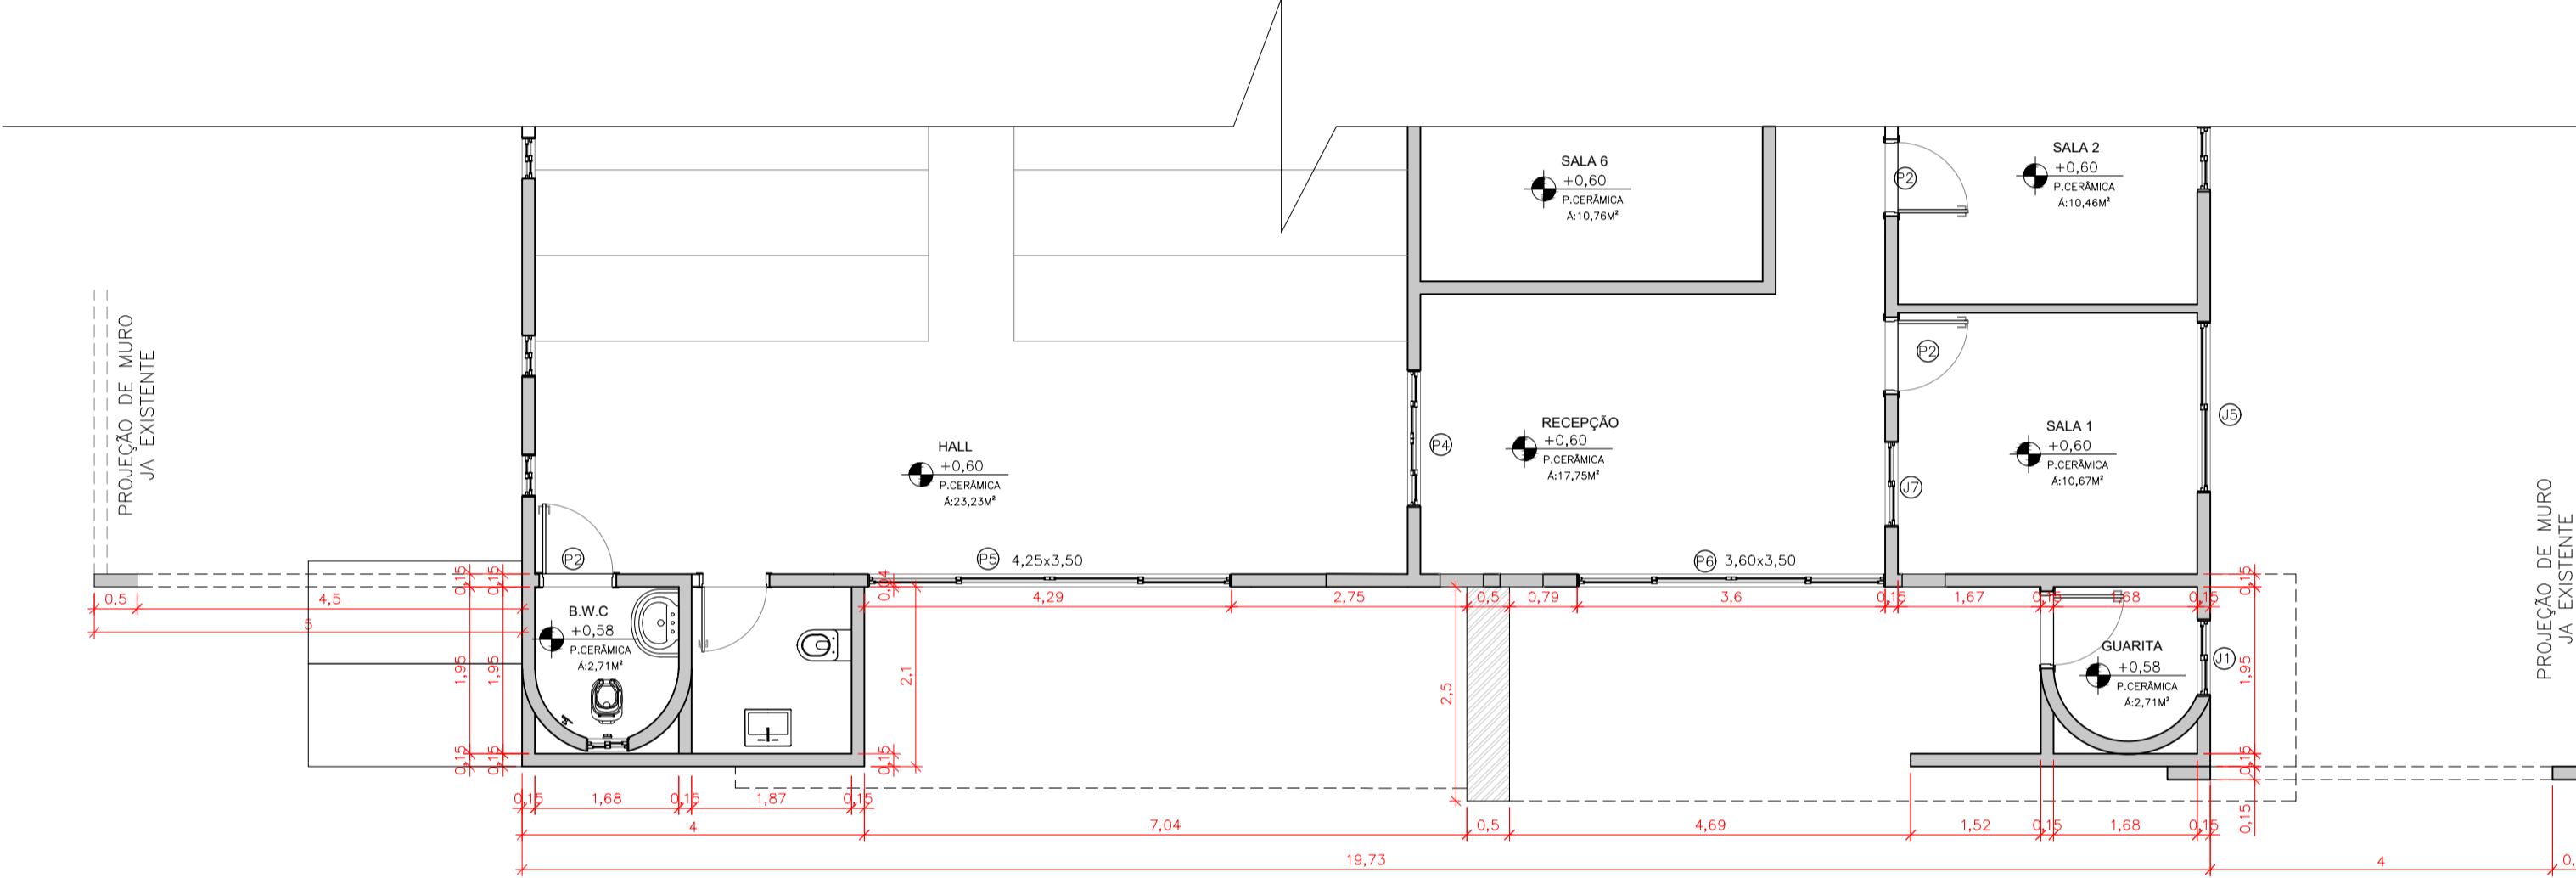 SALA 6
+0,60
P.CERÂMICA
Á:10,76M²
SALA 2
+0,60
P.CERÂMICA
Á:10,46M²
P2
P2
PROJEÇÃO DE MURO
JA EXISTENTE
HALL
+0,60
P.CERÂMICA
Á:23,23M²
P4
RECEPÇÃO
+0,60
P.CERÂMICA
Á:17,75M²
J7
SALA 1
+0,60
P.CERÂMICA
Á:10,67M²
J5
PROJEÇÃO DE MURO
JA EXISTENTE
P2
P5 4,25x3,50
P6 3,60x3,50
0,15
0,15
0,04
0,15
0,5
4,5
5
4,29
2,75
0,5
0,79
3,6
0,15
1,67
0,15
1,68
0,15
B.W.C
+0,58
P.CERÂMICA
Á:2,71M²
GUARITA
+0,58
P.CERÂMICA
Á:2,71M²
J1
1,95
1,95
2,1
2,5
1,95
0,15
0,15
0,15
0,15
0,15
0,15
1,68
0,15
1,87
0,15
4
7,04
0,5
4,69
1,52
0,15
1,68
0,15
19,73
4
0,